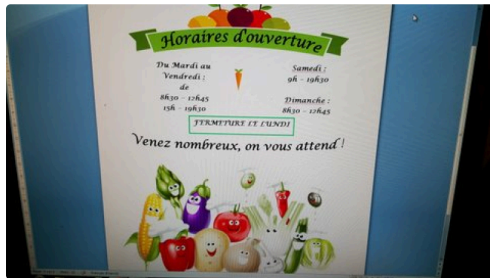 Horaires d'ouverture
Du Mardi au
Vendredi :
de
8h30 - 12h45
15h - 19h30
Samedi :
9h - 19h30
Dimanche :
8h30 - 12h45
FERMETURE LE LUNDI
Venez nombreux, on vous attend !